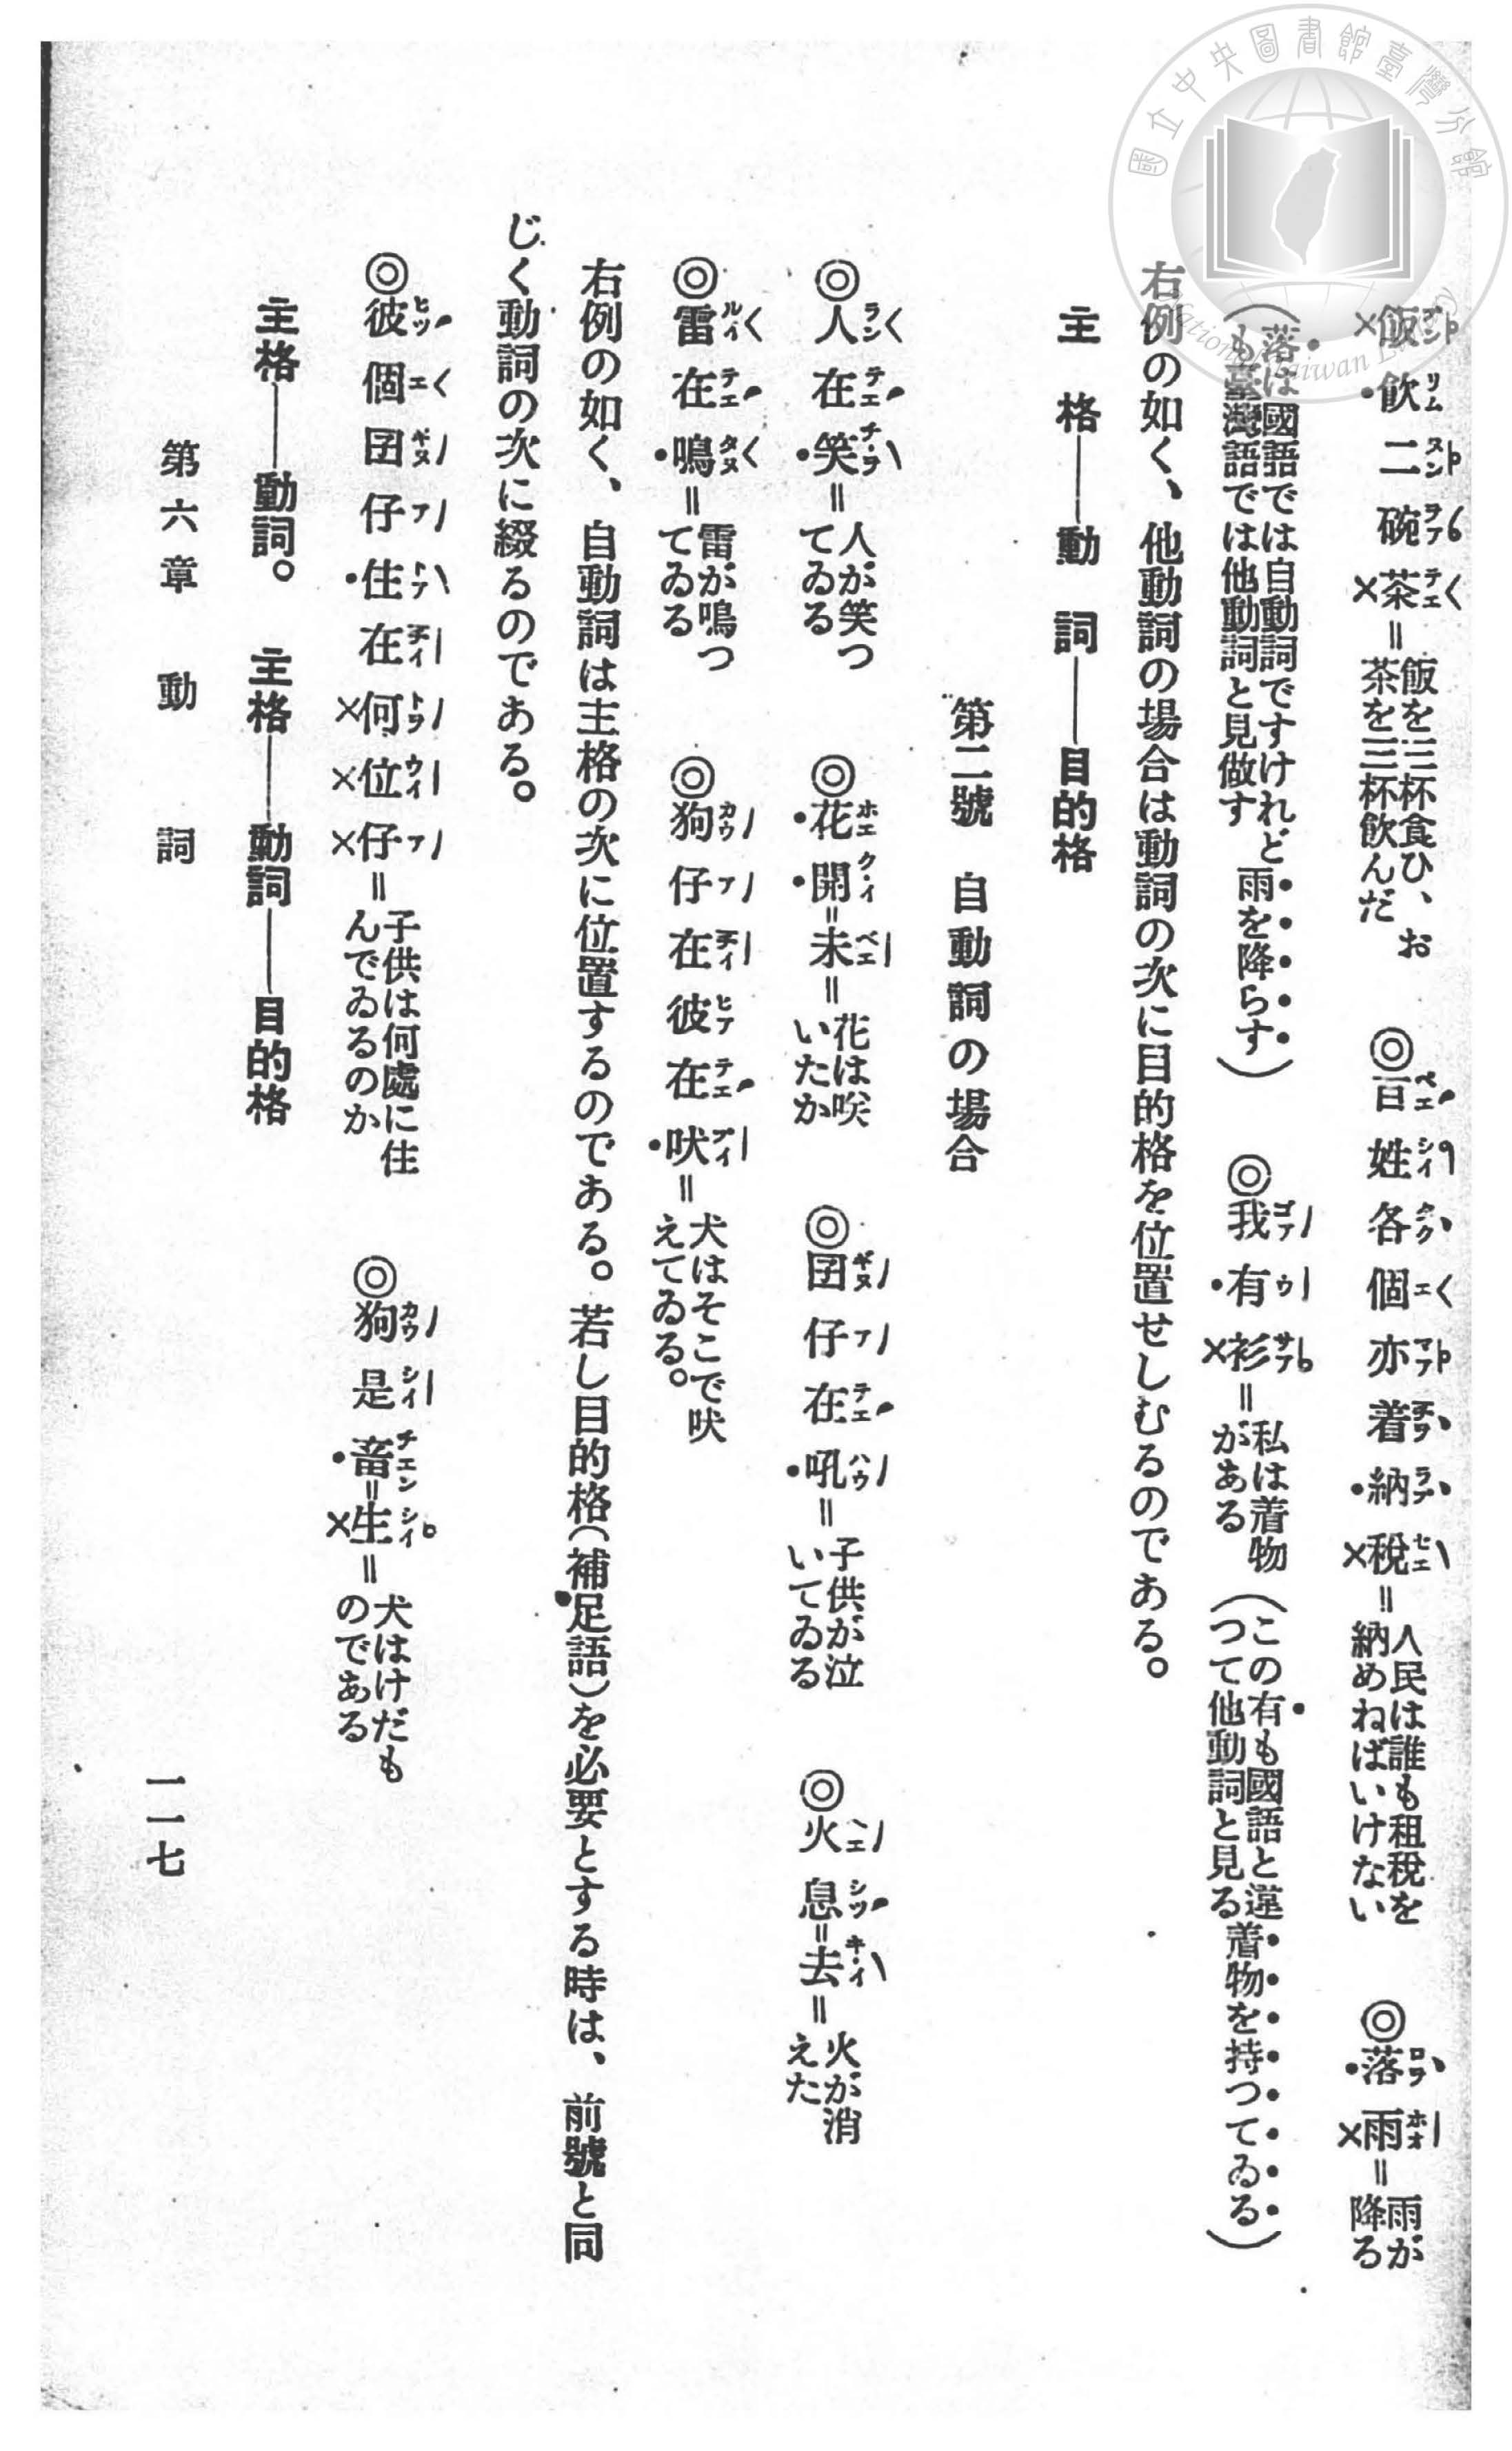 飯飲二碗茶＝飯を三杯食ひ、お茶を三杯飲んだ　◎百姓各個亦着納稅＝人民は誰も租稅を納めねばいけない　◎落雨＝雨が降る
（落は國語では自動詞ですけれども臺灣語では他動詞と見做す　雨を降らす）　◎我有衫＝私は着物がある（この有も國語と違つて他動詞と見る　着物を持つてゐる）
右例の如く、他動詞の場合は動詞の次に目的格を位置せしむるのである。
主格――動詞――目的格
第二號　自動詞の場合
◎人在笑＝人が笑つてゐる　◎花開＝未＝花は咲いたか　◎囝仔在吼＝子供が泣いてゐる　◎火息＝去＝火が消えた
◎雷在鳴＝雷が鳴つてゐる　◎狗仔在彼在吠＝犬はそこで吠えてゐる。
右例の如く、自動詞は主格の次に位置するのである。若し目的格（補足語）を必要とする時は、前號と同
じく動詞の次に綴るのである。
◎彼個囝仔住在何位仔＝子供は何處に住んでゐるのか　◎狗是畜＝生＝犬はけだものである
主格――動詞。　主格――動詞――目的格
第六章　動詞
一一七
國立中央圖書館臺灣分館
National Taiwan Library